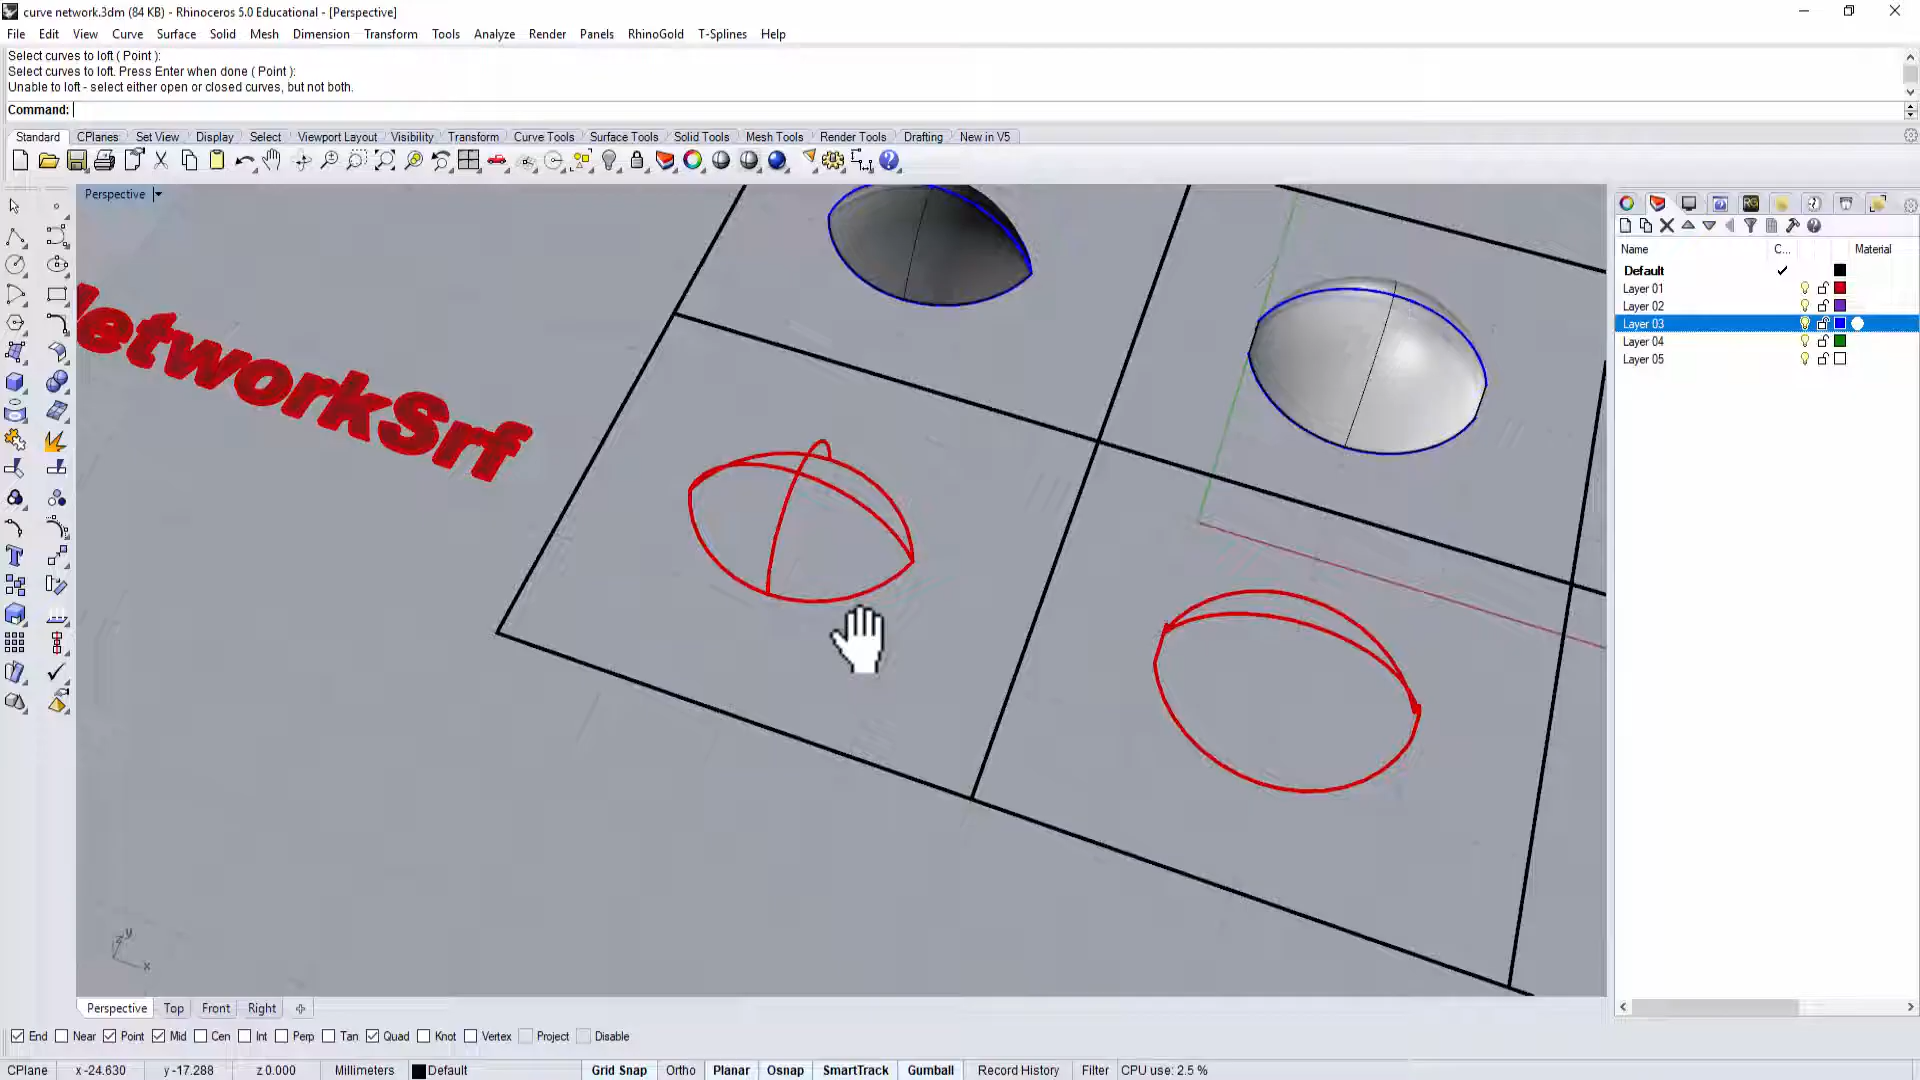 curve network.3dm (84 KB) - Rhinoceros 5.0 Educational - [Perspective]
File Edit View Curve Surface Solid Mesh Dimension Transform Tools Analyze Render Panels RhinoGold T-Splines Help
Select curves to loft ( Point ):
Select curves to loft. Press Enter when done ( Point ):
Unable to loft - select either open or closed curves, but not both.
Command:
Standard CPlanes Set View Display Select Viewport Layout Visibility Transform Curve Tools Surface Tools Solid Tools Mesh Tools Render Tools Drafting New in V5
Perspective
Name C... Material
Default
Layer 01
Layer 02
Layer 03
Layer 04
Layer 05
etworkSrf
z y
x
Perspective Top Front Right
End Near Point Mid Cen Int Perp Tan Quad Knot Vertex Project Disable
CPlane x -24.630 y -17.288 z 0.000 Millimeters Default Grid Snap Ortho Planar Osnap SmartTrack Gumball Record History Filter CPU use: 2.5 %